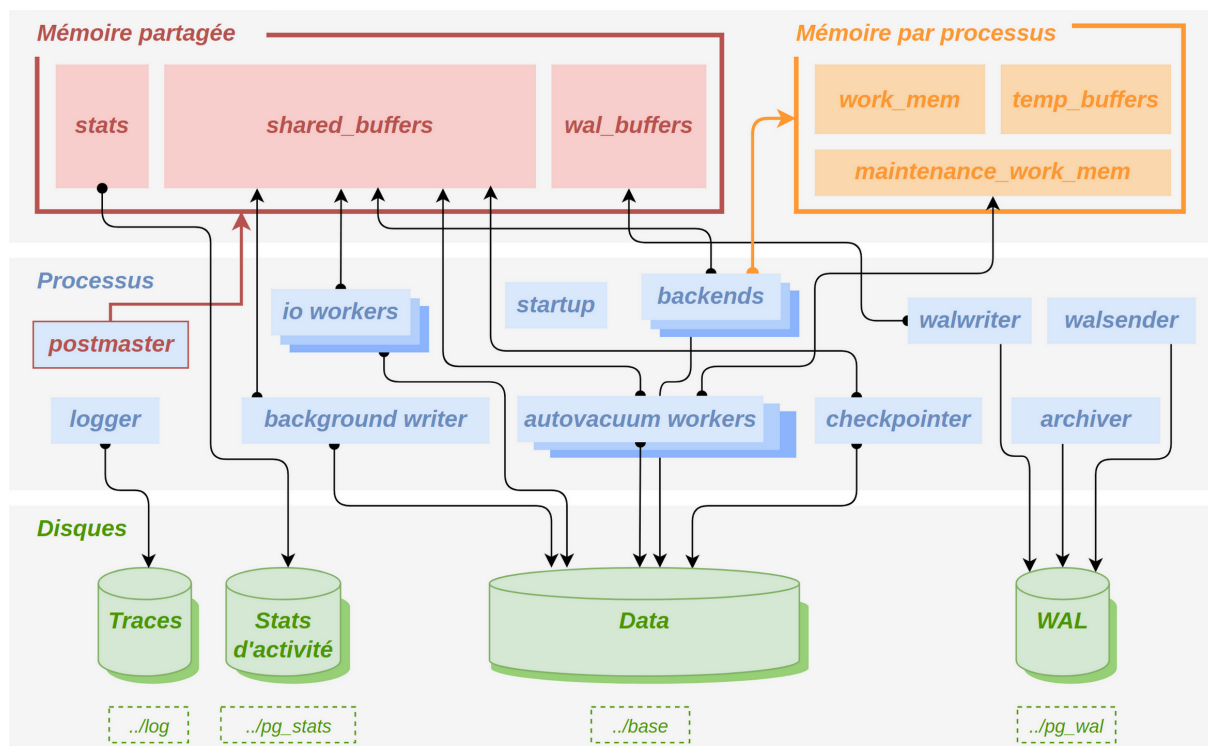 Mémoire partagée
Mémoire par processus
stats
shared_buffers
wal_buffers
work_mem
temp_buffers
maintenance_work_mem
Processus
postmaster
io workers
startup
backends
walwriter
walsender
logger
background writer
autovacuum workers
checkpointer
archiver
Disques
Traces
Stats
d'activité
Data
WAL
../log
../pg_stats
../base
../pg_wal